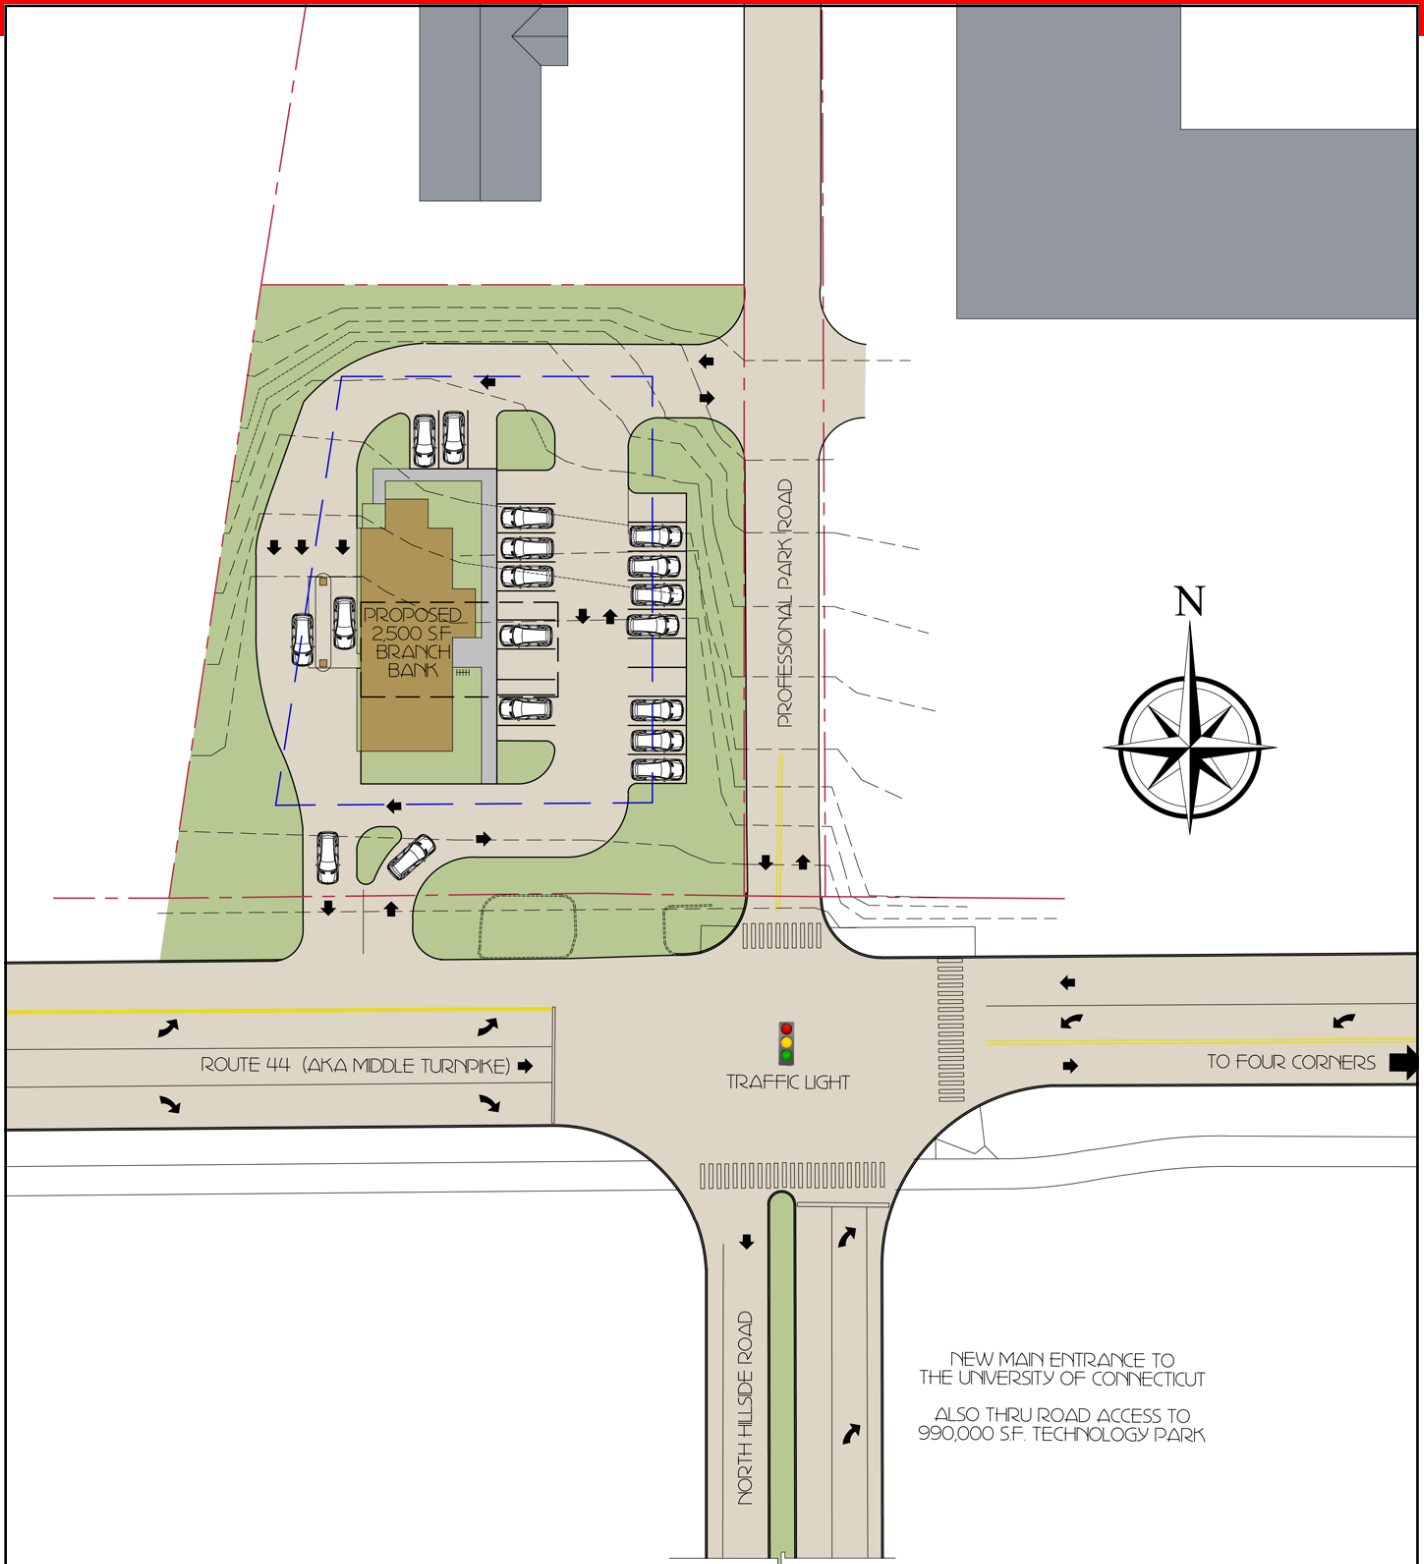 N
PROFESSIONAL PARK ROAD
PROPOSED
2,500 S.F
BRANCH
BANK
ROUTE 44 (AKA MIDDLE TURNPIKE)
TO FOUR CORNERS
TRAFFIC LIGHT
NORTH HILLSIDE ROAD
NEW MAIN ENTRANCE TO
THE UNIVERSITY OF CONNECTICUT
ALSO THRU ROAD ACCESS TO
990,000 S.F. TECHNOLOGY PARK